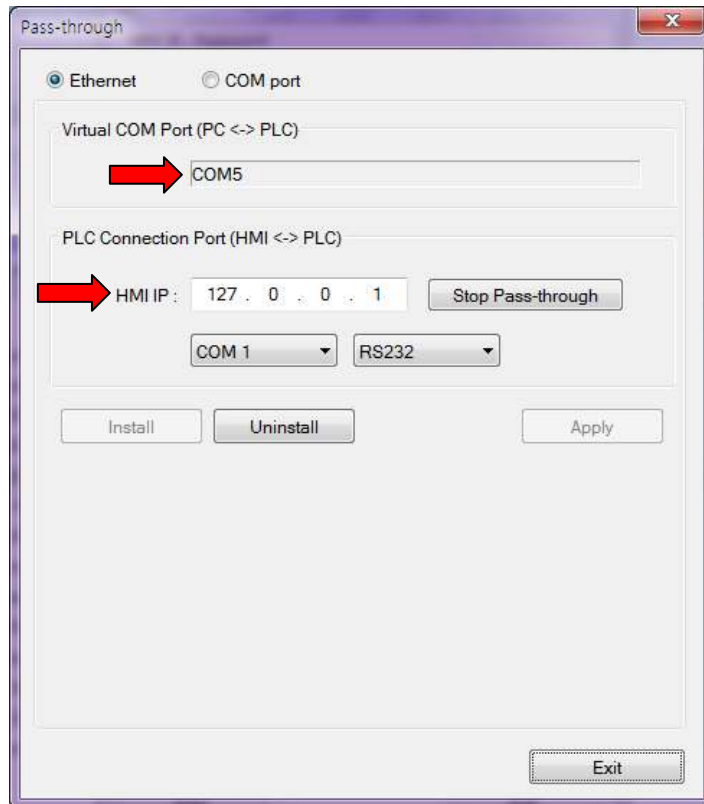 Pass-through
Ethernet COM port
Virtual COM Port (PC <-> PLC)
COM5
PLC Connection Port (HMI <-> PLC)
HMI IP : 127 . 0 . 0 . 1 Stop Pass-through
COM 1 RS232
Install Uninstall Apply
Exit